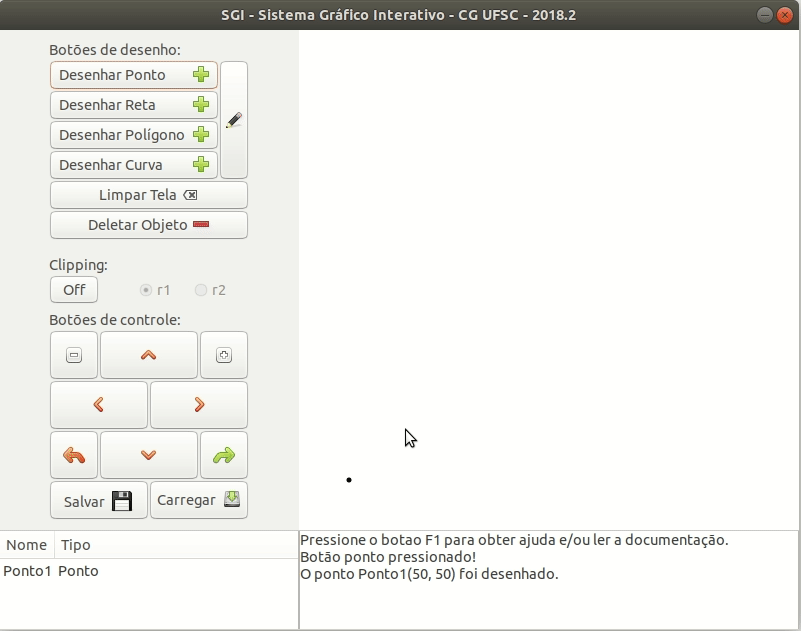 SGI - Sistema Gráfico Interativo - CG UFSC - 2018.2
Botões de desenho:
Desenhar Ponto
Desenhar Reta
Desenhar Polígono
Desenhar Curva
Limpar Tela
Deletar Objeto
Clipping:
Off r1 r2
Botões de controle:
Salvar Carregar
Nome Tipo
Ponto1 Ponto
Pressione o botao F1 para obter ajuda e/ou ler a documentação.
Botão ponto pressionado!
O ponto Ponto1(50, 50) foi desenhado.